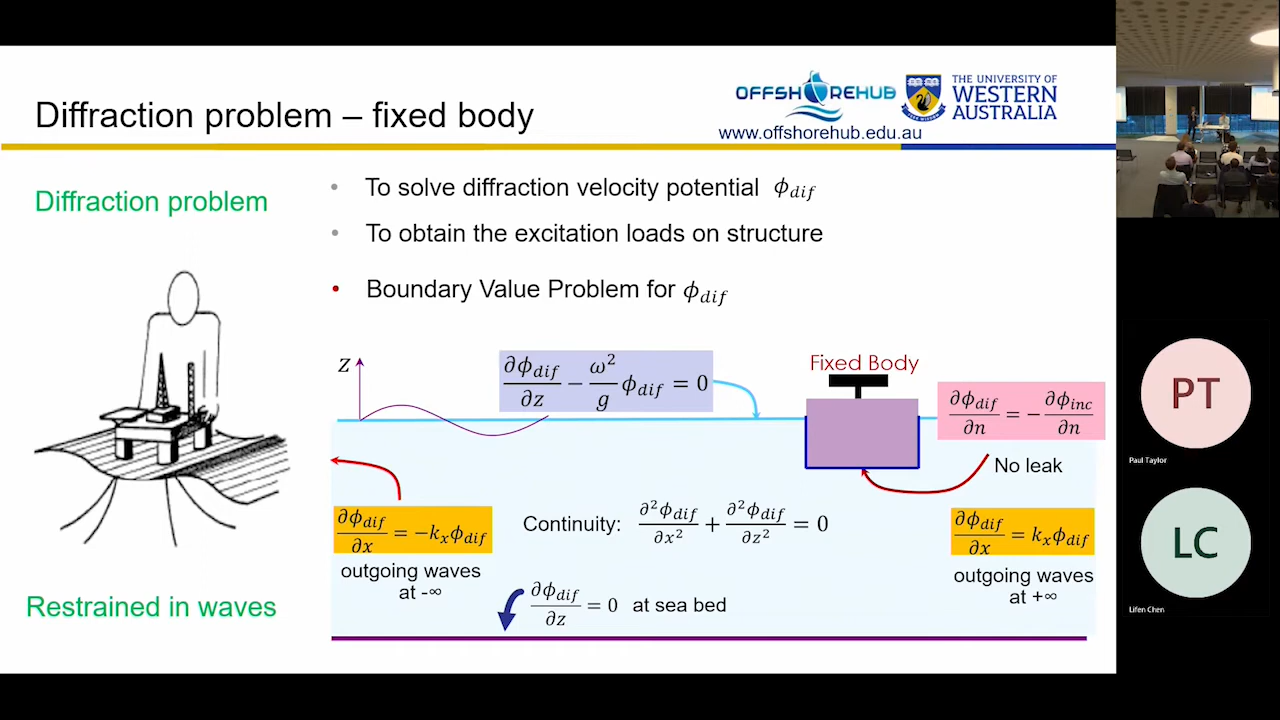 Diffraction problem – fixed body
OFFSHOREHUB
www.offshorehub.edu.au
THE UNIVERSITY OF
WESTERN
AUSTRALIA
Diffraction problem
• To solve diffraction velocity potential ϕ_dif
• To obtain the excitation loads on structure
• Boundary Value Problem for ϕ_dif
z
∂ϕ_dif/∂z − ω²/g ϕ_dif = 0
Fixed Body
∂ϕ_dif/∂n = − ∂ϕ_inc/∂n
No leak
∂ϕ_dif/∂x = −k_x ϕ_dif
outgoing waves
at -∞
Continuity: ∂²ϕ_dif/∂x² + ∂²ϕ_dif/∂z² = 0
∂ϕ_dif/∂x = k_x ϕ_dif
outgoing waves
at +∞
∂ϕ_dif/∂z = 0 at sea bed
Restrained in waves
PT
Paul Taylor
LC
Lifen Chen